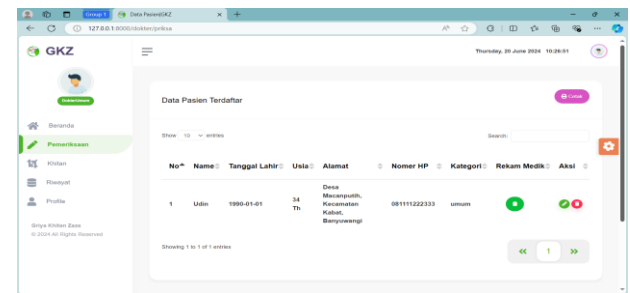 Group 1
Data Pasien|GKZ
127.0.0.1:8000/dokter/priksa
GKZ
Thursday, 20 June 2024 10:26:51
DokterUmum
Data Pasien Terdaftar
Cetak
Beranda
Pemeriksaan
Khitan
Riwayat
Profile
Griya Khitan Zona
© 2024 All Rights Reserved
Show 10 entries
Search:
No Name Tanggal Lahir Usia Alamat Nomer HP Kategori Rekam Medik Aksi
1 Udin 1990-01-01 34 Th Desa Macanputih, Kecamatan Kabat, Banyuwangi 081111222333 umum
Showing 1 to 1 of 1 entries
« 1 »